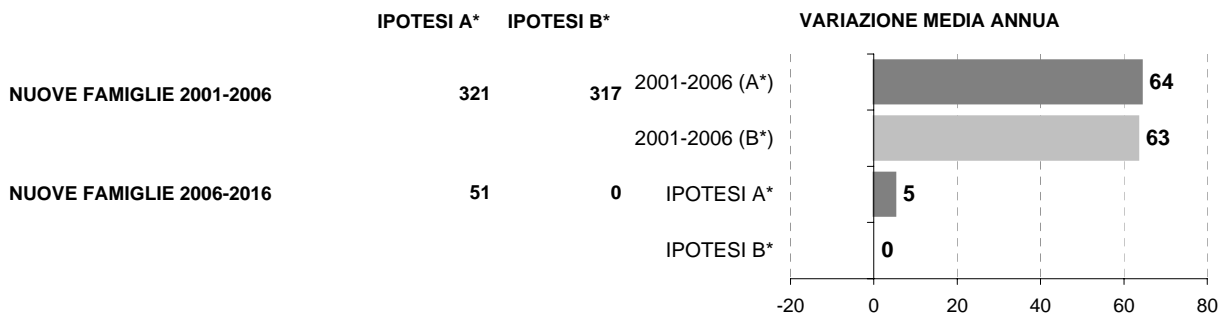 IPOTESI A* IPOTESI B* VARIAZIONE MEDIA ANNUA
2001-2006 (A*) 64
NUOVE FAMIGLIE 2001-2006 321 317
2001-2006 (B*) 63
NUOVE FAMIGLIE 2006-2016 51 0 IPOTESI A* 5
IPOTESI B* 0
-20 0 20 40 60 80